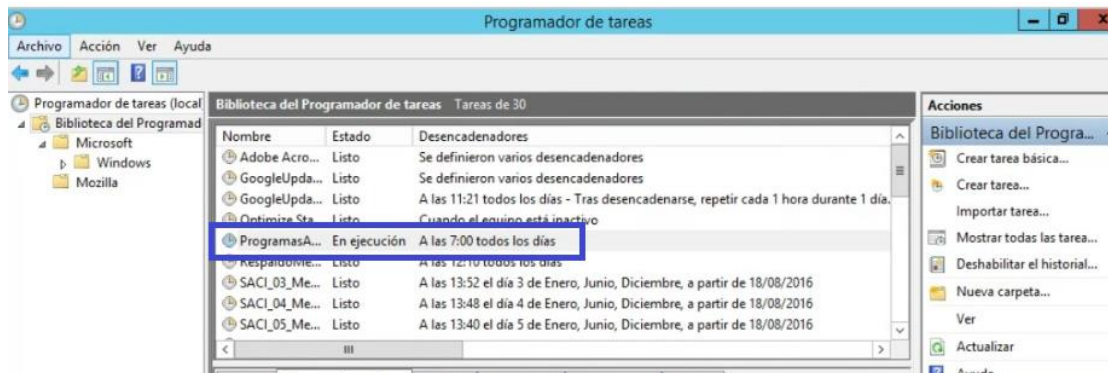 Programador de tareas
Archivo Acción Ver Ayuda
Programador de tareas (local
Biblioteca del Programad
Microsoft
Windows
Mozilla
Biblioteca del Programador de tareas Tareas de 30
Nombre Estado Desencadenadores
Adobe Acro... Listo Se definieron varios desencadenadores
GoogleUpda... Listo Se definieron varios desencadenadores
GoogleUpda... Listo A las 11:21 todos los días - Tras desencadenarse, repetir cada 1 hora durante 1 día.
Optimize Sta... Listo Cuando el equipo está inactivo
ProgramasA... En ejecución A las 7:00 todos los días
RespaldoMe... Listo A las 12:10 todos los días
SACI_03_Me... Listo A las 13:52 el día 3 de Enero, Junio, Diciembre, a partir de 18/08/2016
SACI_04_Me... Listo A las 13:48 el día 4 de Enero, Junio, Diciembre, a partir de 18/08/2016
SACI_05_Me... Listo A las 13:40 el día 5 de Enero, Junio, Diciembre, a partir de 18/08/2016
Acciones
Biblioteca del Progra...
Crear tarea básica...
Crear tarea...
Importar tarea...
Mostrar todas las tarea...
Deshabilitar el historial...
Nueva carpeta...
Ver
Actualizar
Ayuda